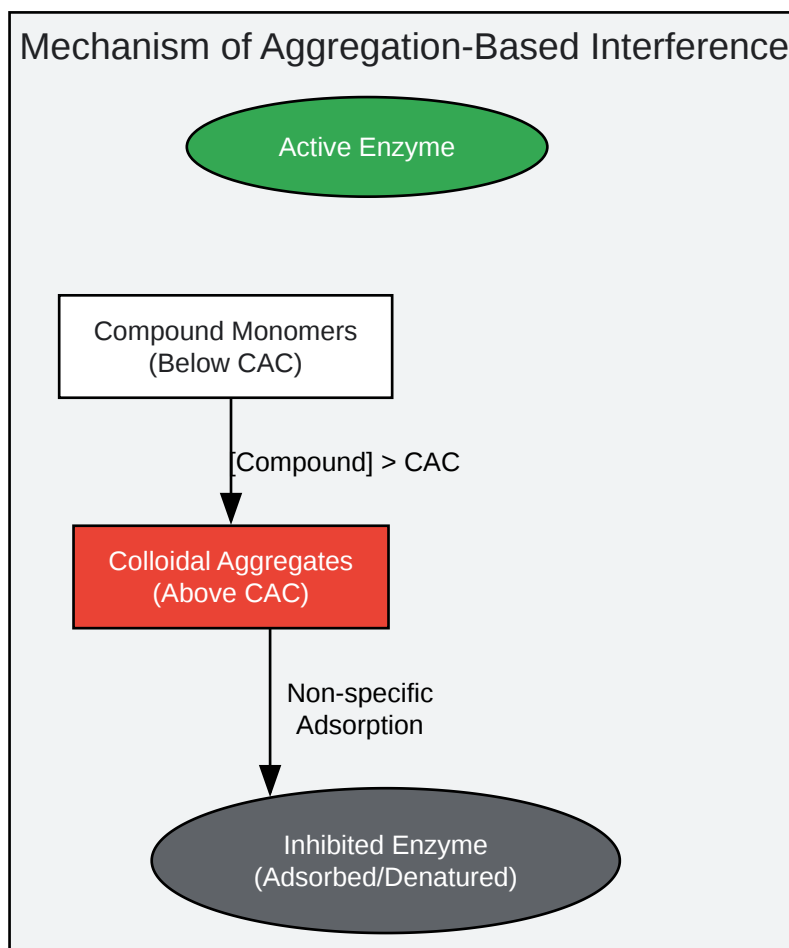 Mechanism of Aggregation-Based Interference
Active Enzyme
Compound Monomers
(Below CAC)
[Compound] > CAC
Colloidal Aggregates
(Above CAC)
Non-specific
Adsorption
Inhibited Enzyme
(Adsorbed/Denatured)